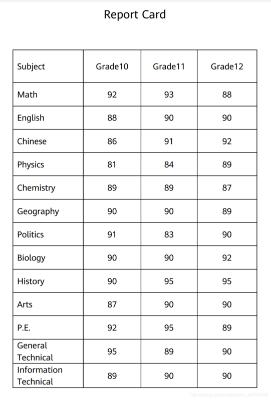 Report Card
Subject Grade10 Grade11 Grade12
Math 92 93 88
English 88 90 90
Chinese 86 91 92
Physics 81 84 89
Chemistry 89 89 87
Geography 90 90 89
Politics 91 83 90
Biology 90 90 92
History 90 95 95
Arts 87 90 90
P.E. 92 95 89
General
Technical 95 89 90
Information
Technical 89 90 90